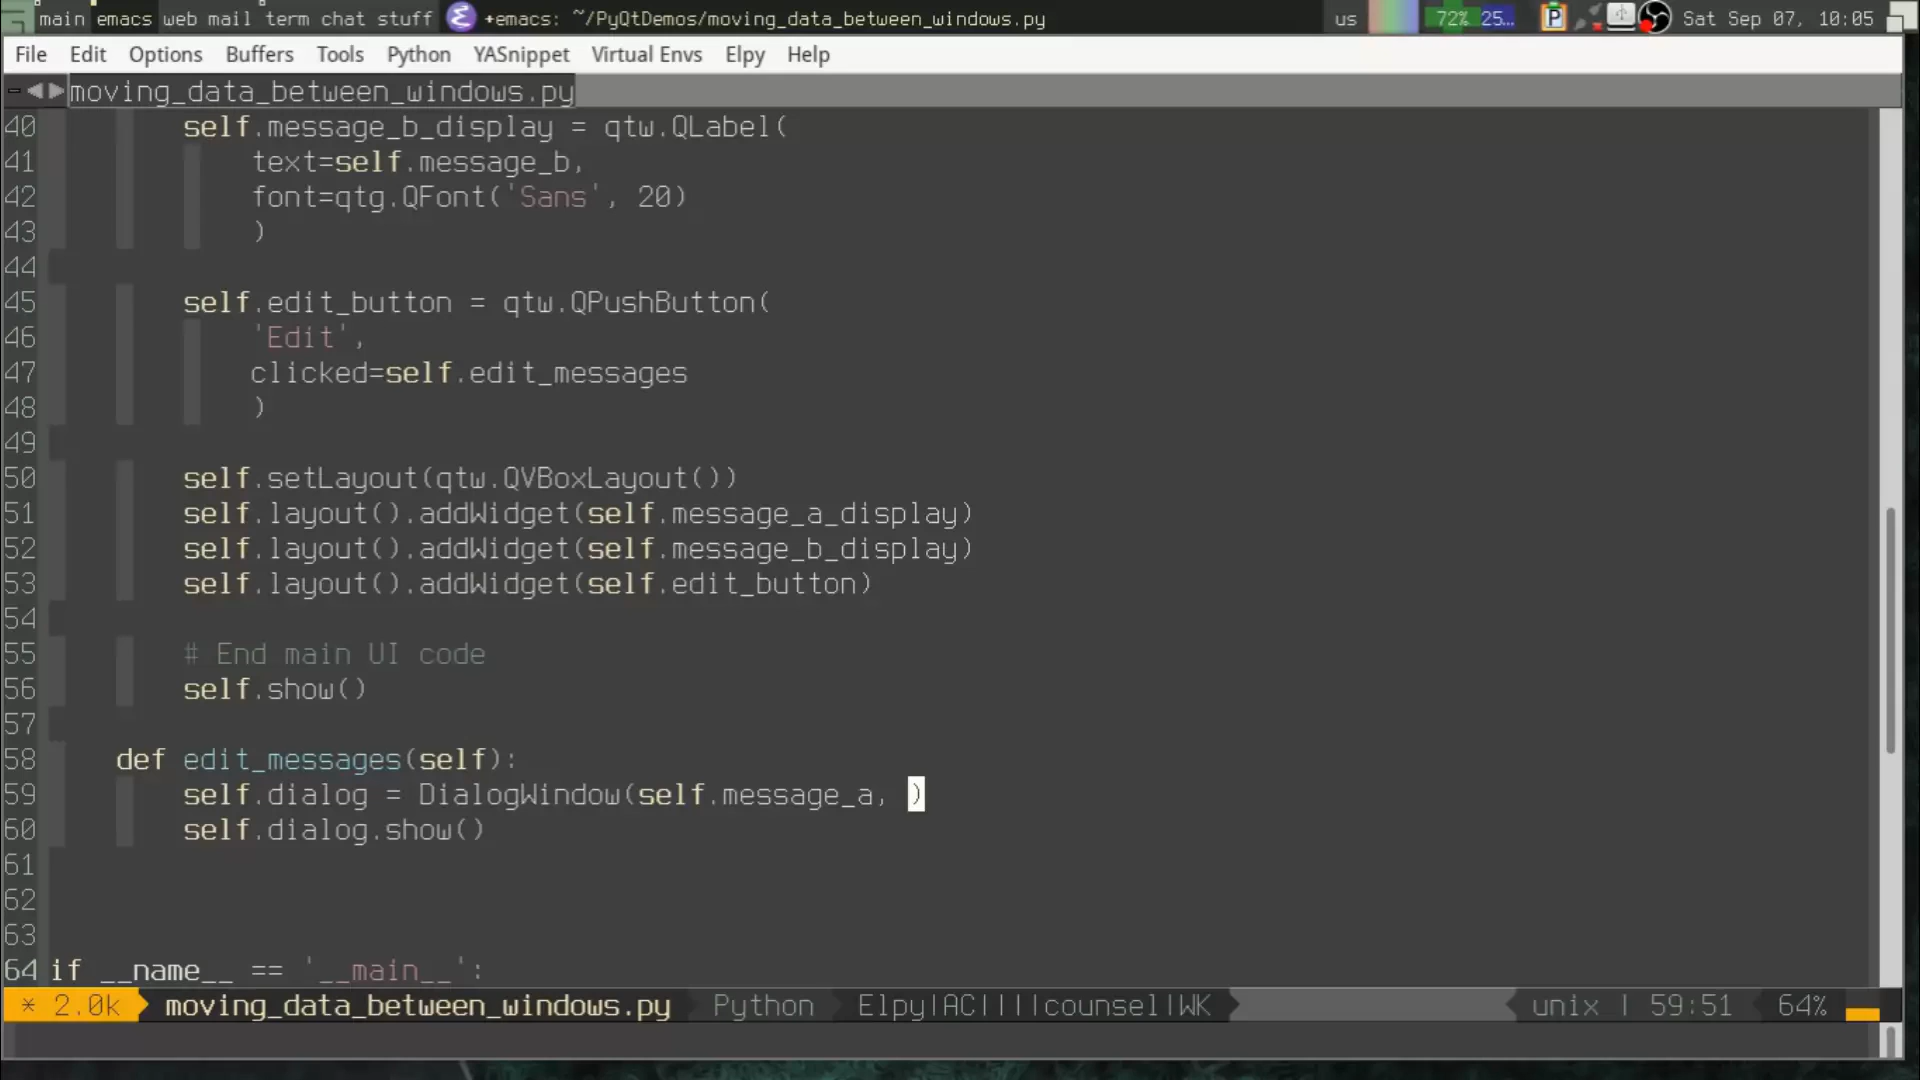 main emacs web mail term chat stuff +emacs: ~/PyQtDemos/moving_data_between_windows.py us 72% 25... P Sat Sep 07, 10:05
File Edit Options Buffers Tools Python YASnippet Virtual Envs Elpy Help
moving_data_between_windows.py
40 self.message_b_display = qtw.QLabel(
41 text=self.message_b,
42 font=qtg.QFont('Sans', 20)
43 )
44
45 self.edit_button = qtw.QPushButton(
46 'Edit',
47 clicked=self.edit_messages
48 )
49
50 self.setLayout(qtw.QVBoxLayout())
51 self.layout().addWidget(self.message_a_display)
52 self.layout().addWidget(self.message_b_display)
53 self.layout().addWidget(self.edit_button)
54
55 # End main UI code
56 self.show()
57
58 def edit_messages(self):
59 self.dialog = DialogWindow(self.message_a, )
60 self.dialog.show()
61
62
63
64 if __name__ == '__main__':
* 2.0k moving_data_between_windows.py Python Elpy|AC||||counsel|WK unix | 59:51 64%